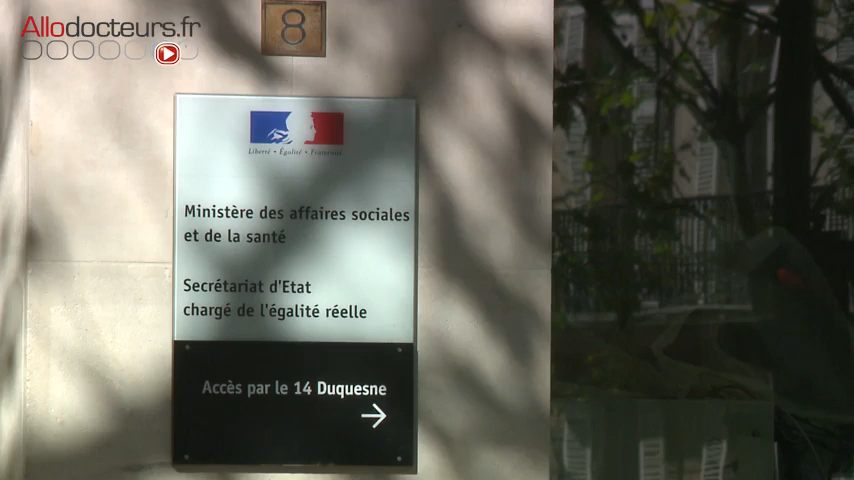 Allodocteurs.fr
8
Liberté • Égalité • Fraternité
Ministère des affaires sociales
et de la santé
Secrétariat d'Etat
chargé de l'égalité réelle
Accès par le 14 Duquesne